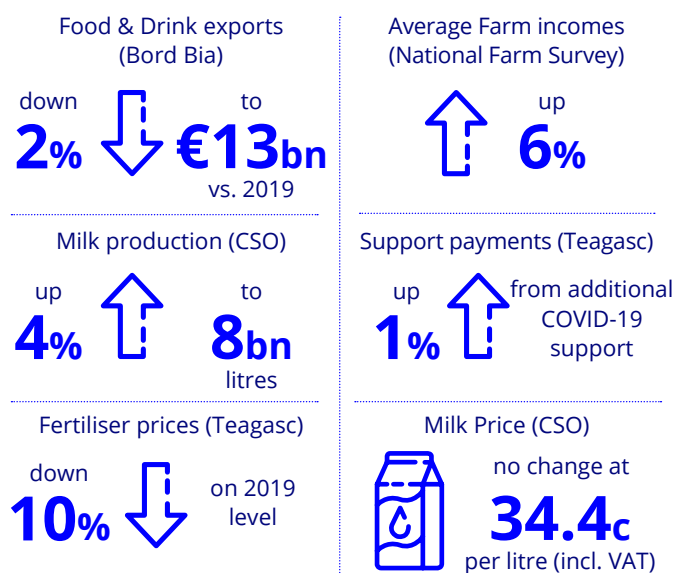 Food & Drink exports
(Bord Bia)
down
2%
to
€13bn
vs. 2019
Average Farm incomes
(National Farm Survey)
up
6%
Milk production (CSO)
up
4%
to
8bn
litres
Support payments (Teagasc)
up
1%
from additional
COVID-19
support
Fertiliser prices (Teagasc)
down
10%
on 2019
level
Milk Price (CSO)
no change at
34.4c
per litre (incl. VAT)